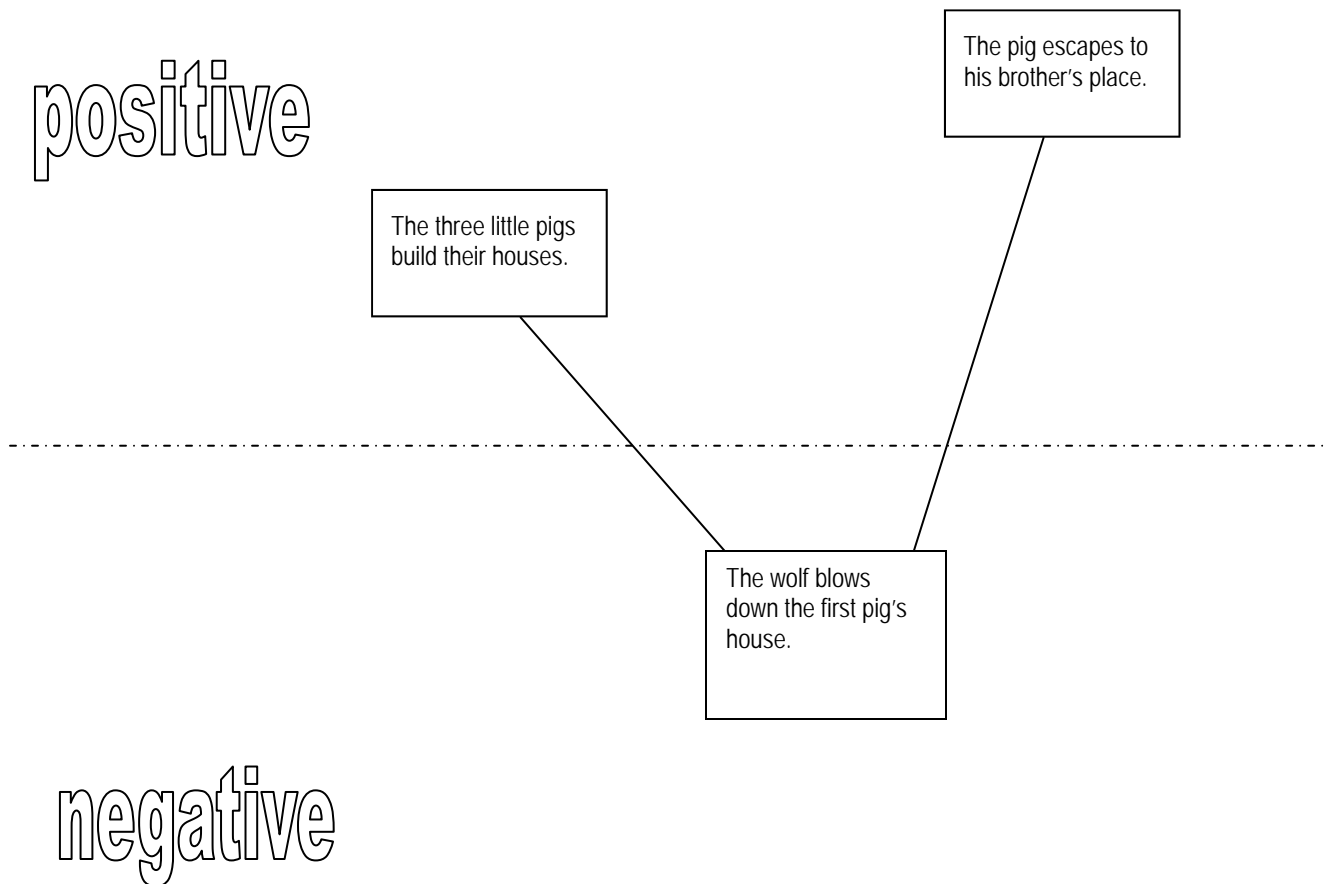 positive
The pig escapes to
his brother's place.
The three little pigs
build their houses.
The wolf blows
down the first pig's
house.
negative